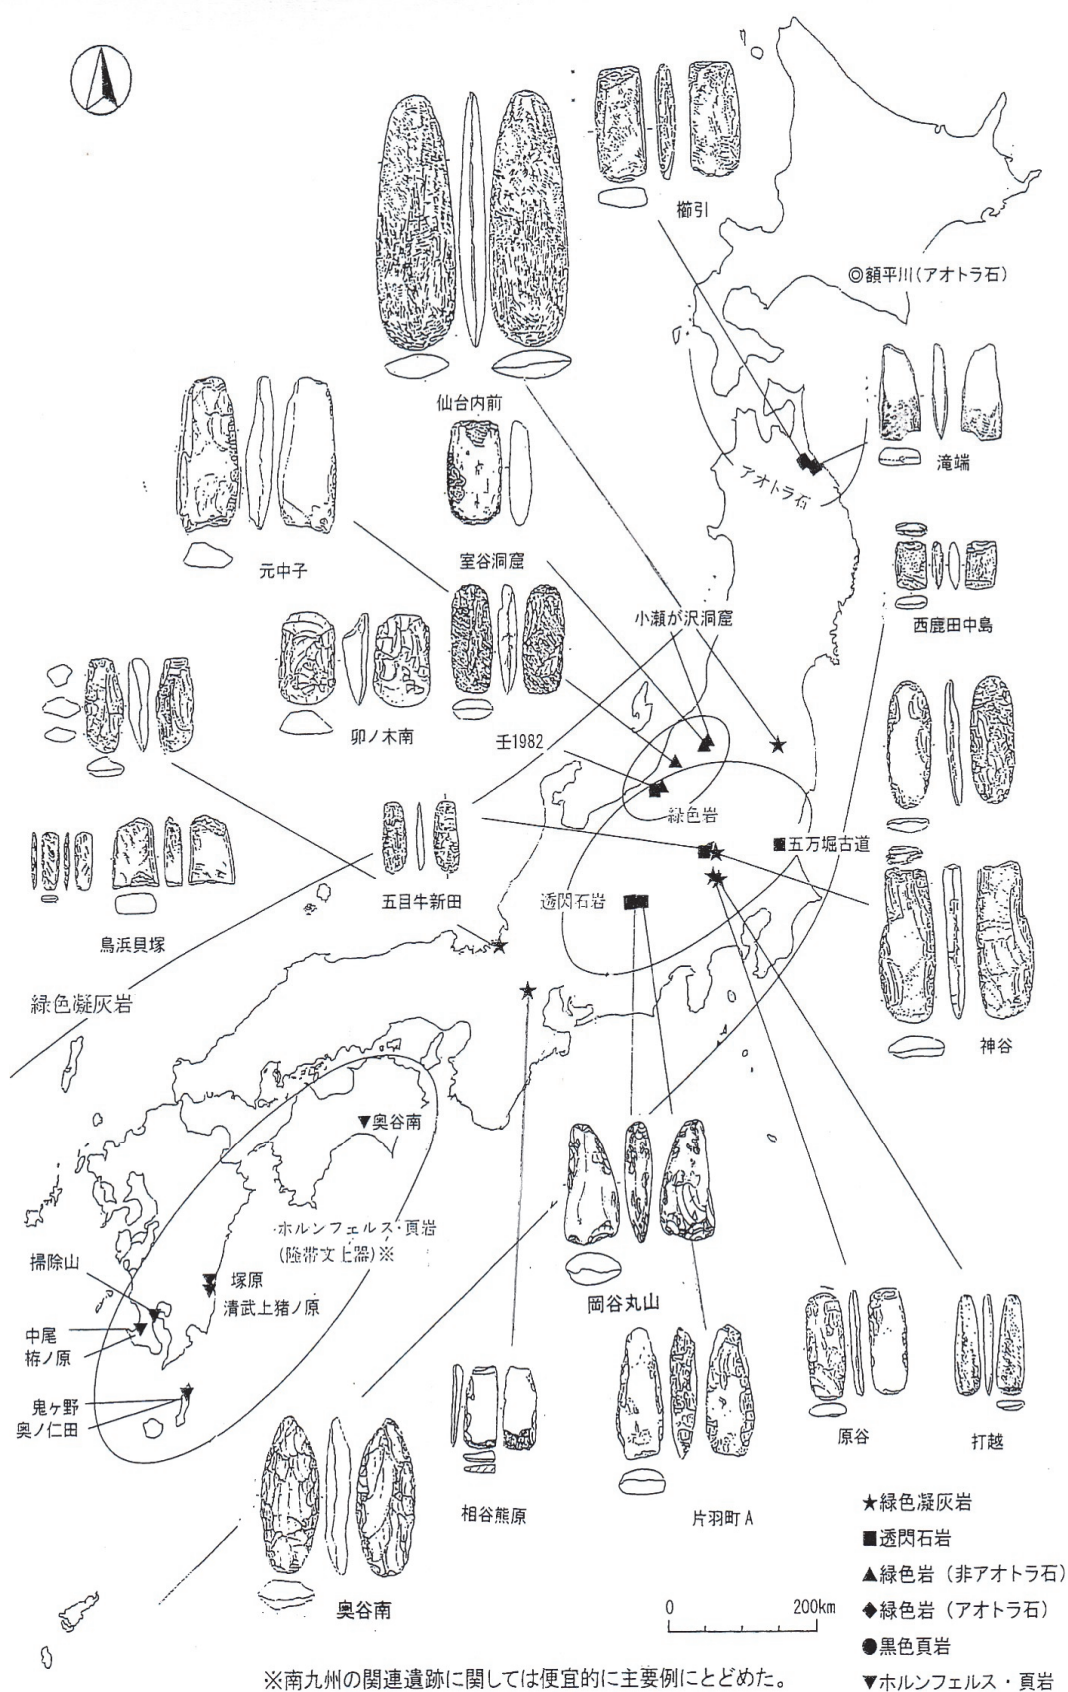 櫛引
◎額平川(アオトラ石)
仙台内前
滝端
アオトラ石
元中子
室谷洞窟
小瀬が沢洞窟
西鹿田中島
卯ノ木南
壬1982
緑色岩
■五万堀古道
五目牛新田
透閃石岩
鳥浜貝塚
緑色凝灰岩
神谷
▼奥谷南
ホルンフェルス・頁岩
(隆帯文土器)※
掃除山
塚原
清武上猪ノ原
中尾
栫ノ原
岡谷丸山
鬼ヶ野
奥ノ仁田
原谷
打越
相谷熊原
片羽町A
奥谷南
★緑色凝灰岩
■透閃石岩
▲緑色岩(非アオトラ石)
◆緑色岩(アオトラ石)
●黒色頁岩
▼ホルンフェルス・頁岩
0 200km
※南九州の関連遺跡に関しては便宜的に主要例にとどめた。